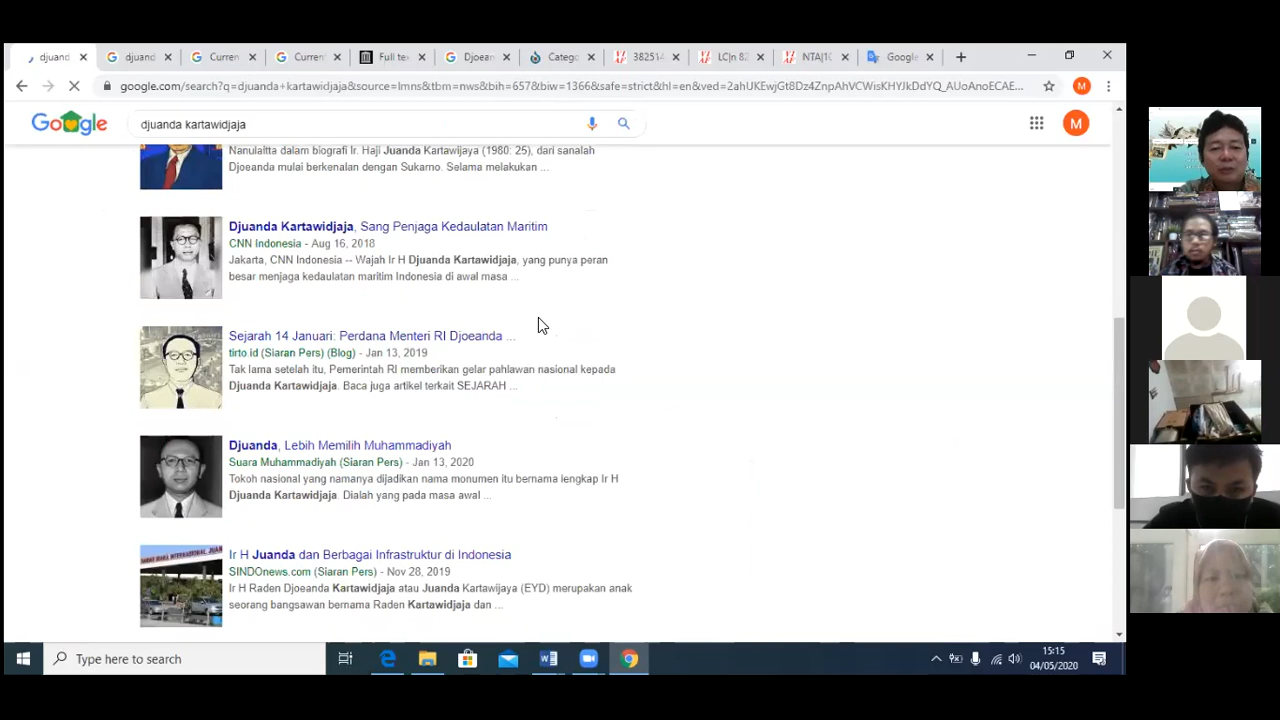 djuand
djuand
Curren
Current
Full te
Djoean
Catego
38251
LC|n 82
NTA|10
Google
google.com/search?q=djuanda+kartawidjaja&source=lmns&tbm=nws&bih=657&biw=1366&safe=strict&hl=en&ved=2ahUKEwjGt8Dz4ZnpAhVCWisKHYJkDdYQ_AUoAnoECAE...
M
Google
djuanda kartawidjaja
M
Nanulaitta dalam biografi Ir. Haji Juanda Kartawijaya (1980: 25), dari sanalah
Djoeanda mulai berkenalan dengan Sukarno. Selama melakukan ...
Djuanda Kartawidjaja, Sang Penjaga Kedaulatan Maritim
CNN Indonesia - Aug 16, 2018
Jakarta, CNN Indonesia -- Wajah Ir H Djuanda Kartawidjaja, yang punya peran
besar menjaga kedaulatan maritim Indonesia di awal masa ...
Sejarah 14 Januari: Perdana Menteri RI Djoeanda ...
tirto.id (Siaran Pers) (Blog) - Jan 13, 2019
Tak lama setelah itu, Pemerintah RI memberikan gelar pahlawan nasional kepada
Djuanda Kartawidjaja. Baca juga artikel terkait SEJARAH ...
Djuanda, Lebih Memilih Muhammadiyah
Suara Muhammadiyah (Siaran Pers) - Jan 13, 2020
Tokoh nasional yang namanya dijadikan nama monumen itu bernama lengkap Ir H
Djuanda Kartawidjaja. Dialah yang pada masa awal ...
Ir H Juanda dan Berbagai Infrastruktur di Indonesia
SINDOnews.com (Siaran Pers) - Nov 28, 2019
Ir H Raden Djoeanda Kartawidjaja atau Juanda Kartawijaya (EYD) merupakan anak
seorang bangsawan bernama Raden Kartawidjaja dan ...
Type here to search
15:15
04/05/2020